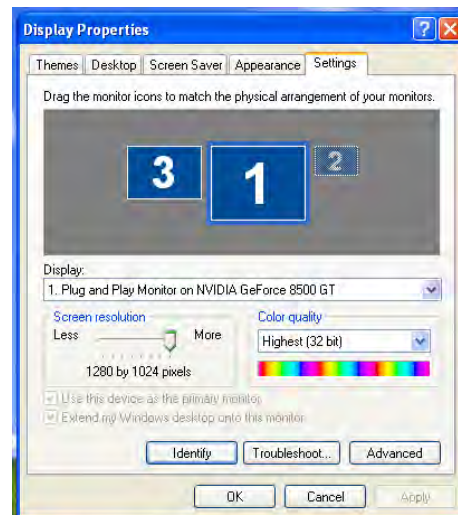 Display Properties
Themes Desktop Screen Saver Appearance Settings
Drag the monitor icons to match the physical arrangement of your monitors.
3 1 2
Display:
1. Plug and Play Monitor on NVIDIA GeForce 8500 GT
Screen resolution
Less More
1280 by 1024 pixels
Color quality
Highest (32 bit)
Use this device as the primary monitor.
Extend my Windows desktop onto this monitor.
Identify Troubleshoot... Advanced
OK Cancel Apply